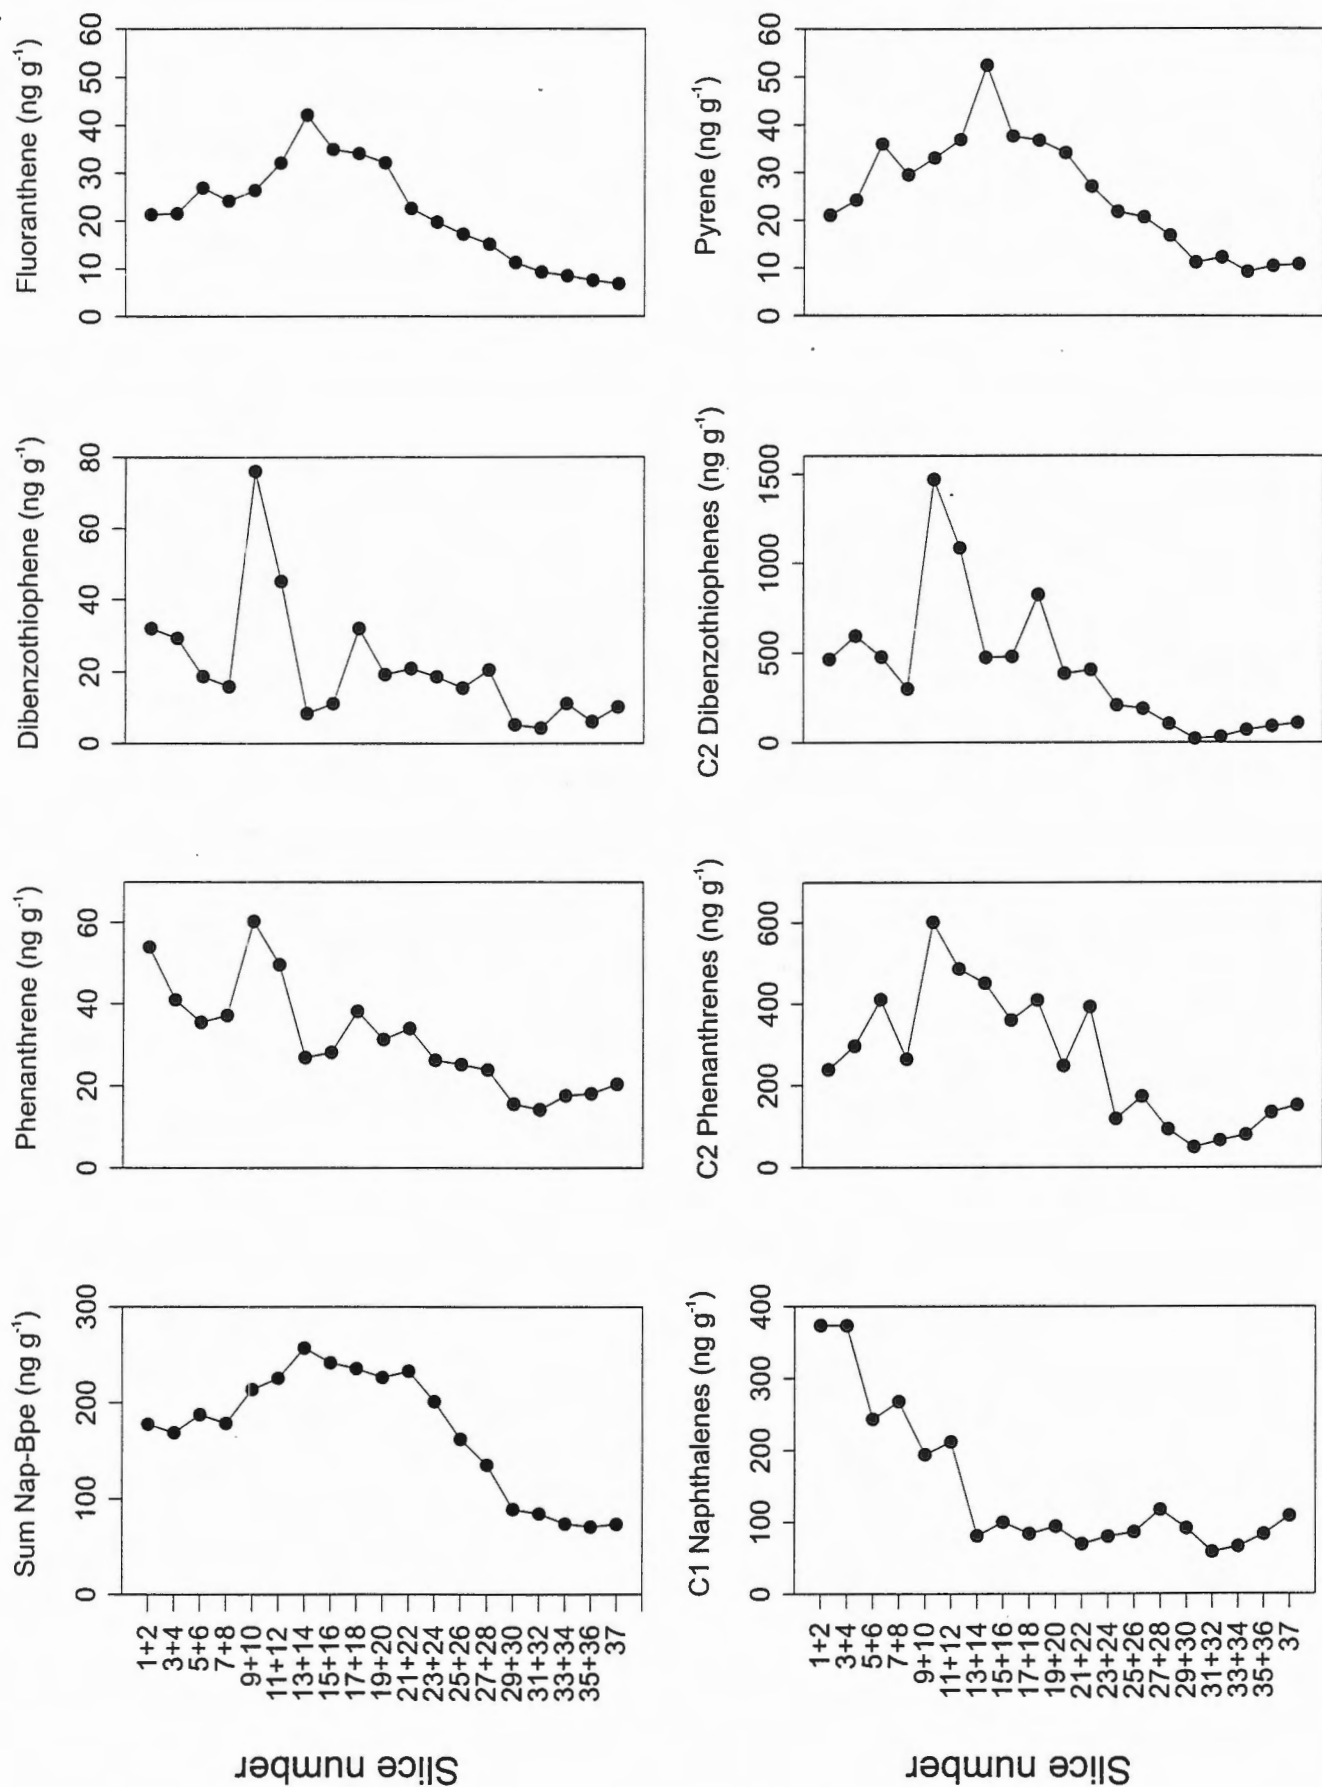 Sum Nap-Bpe (ng g⁻¹)
0 100 200 300
Phenanthrene (ng g⁻¹)
0 20 40 60
Dibenzothiophene (ng g⁻¹)
0 20 40 60 80
Fluoranthene (ng g⁻¹)
0 10 20 30 40 50 60
Slice number
1+2
3+4
5+6
7+8
9+10
11+12
13+14
15+16
17+18
19+20
21+22
23+24
25+26
27+28
29+30
31+32
33+34
35+36
37
C1 Naphthalenes (ng g⁻¹)
0 100 200 300 400
C2 Phenanthrenes (ng g⁻¹)
0 200 400 600
C2 Dibenzothiophenes (ng g⁻¹)
0 500 1000 1500
Pyrene (ng g⁻¹)
0 10 20 30 40 50 60
Slice number
1+2
3+4
5+6
7+8
9+10
11+12
13+14
15+16
17+18
19+20
21+22
23+24
25+26
27+28
29+30
31+32
33+34
35+36
37